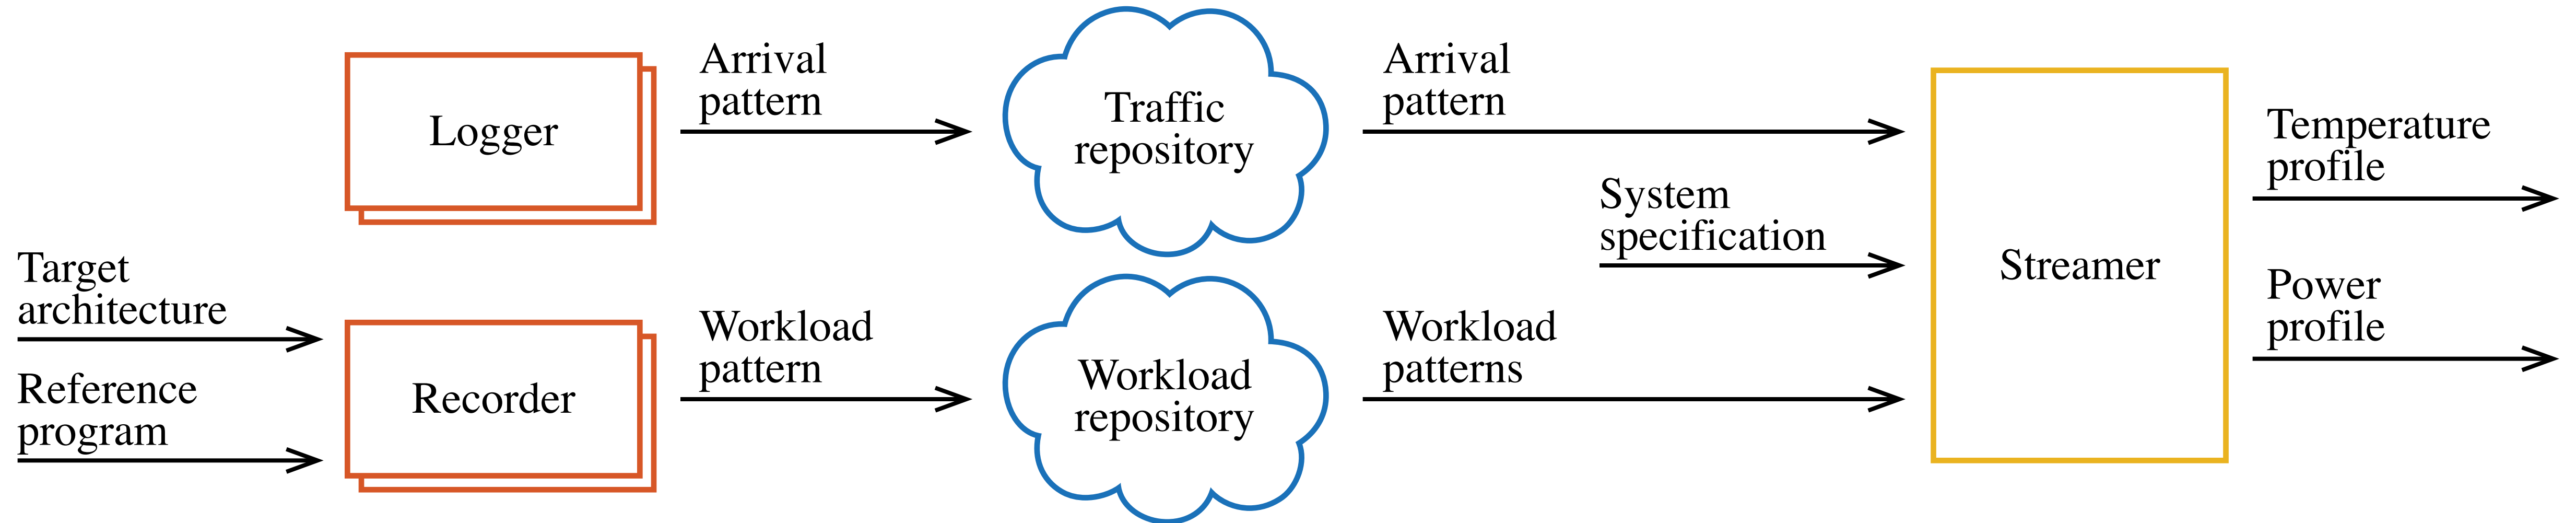 Logger
Arrival
pattern
Traffic
repository
Arrival
pattern
System
specification
Target
architecture
Reference
program
Recorder
Workload
pattern
Workload
repository
Workload
patterns
Streamer
Temperature
profile
Power
profile